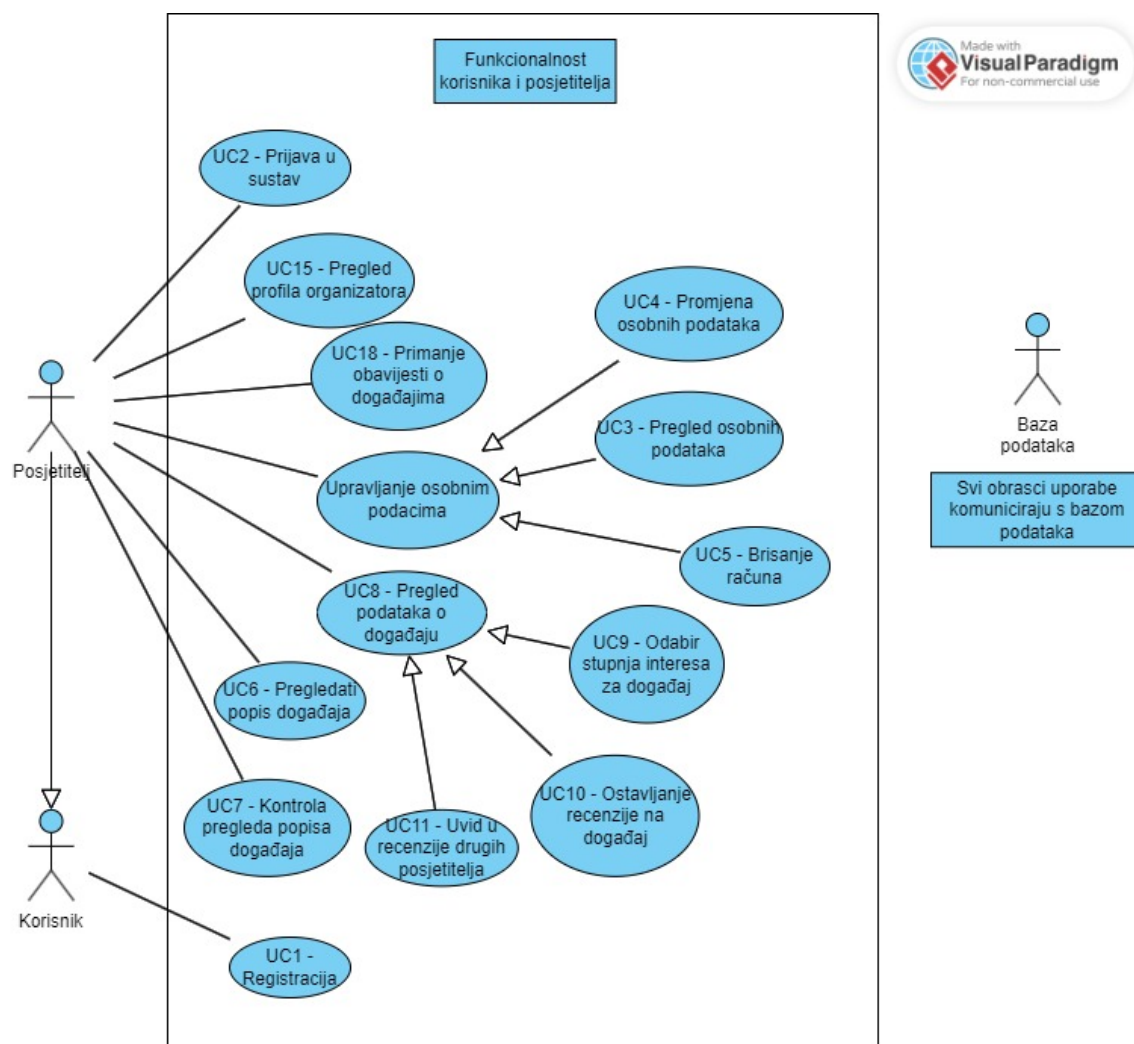 Funkcionalnost
korisnika i posjetitelja
Made with
Visual Paradigm
For non-commercial use
UC2 - Prijava u
sustav
UC15 - Pregled
profila organizatora
UC18 - Primanje
obavijesti o
događajima
UC4 - Promjena
osobnih podataka
UC3 - Pregled osobnih
podataka
Upravljanje osobnim
podacima
UC5 - Brisanje
računa
UC8 - Pregled
podataka o
događaju
UC9 - Odabir
stupnja interesa
za događaj
UC6 - Pregledati
popis događaja
UC7 - Kontrola
pregleda popisa
događaja
UC11 - Uvid u
recenzije drugih
posjetitelja
UC10 - Ostavljanje
recenzije na
događaj
UC1 -
Registracija
Posjetitelj
Korisnik
Baza
podataka
Svi obrasci uporabe
komuniciraju s bazom
podataka